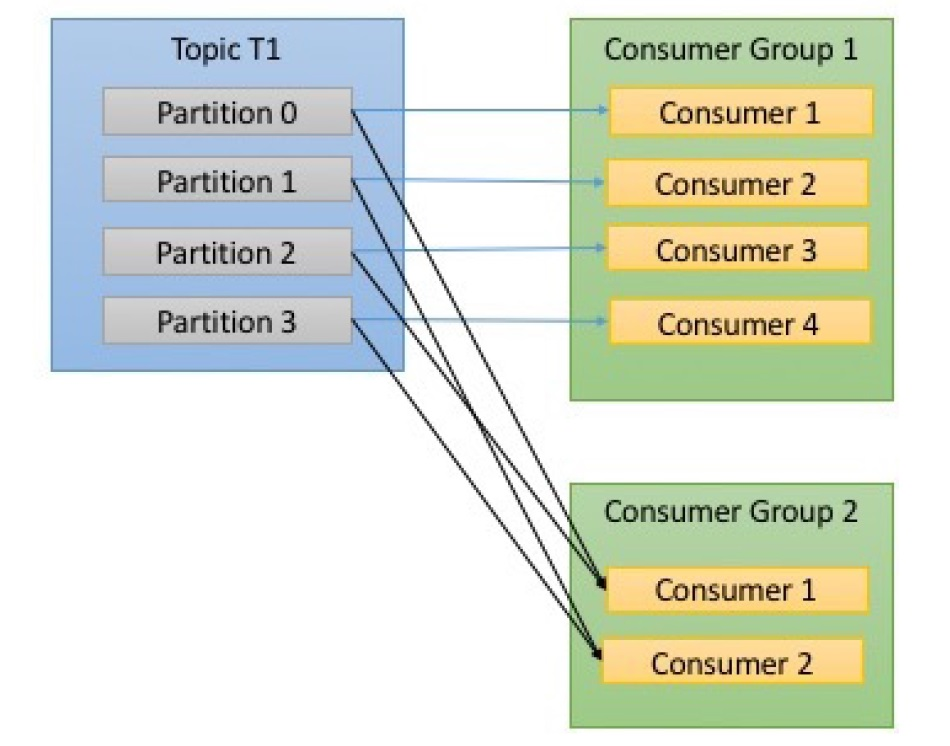 Topic T1
Partition 0
Partition 1
Partition 2
Partition 3
Consumer Group 1
Consumer 1
Consumer 2
Consumer 3
Consumer 4
Consumer Group 2
Consumer 1
Consumer 2